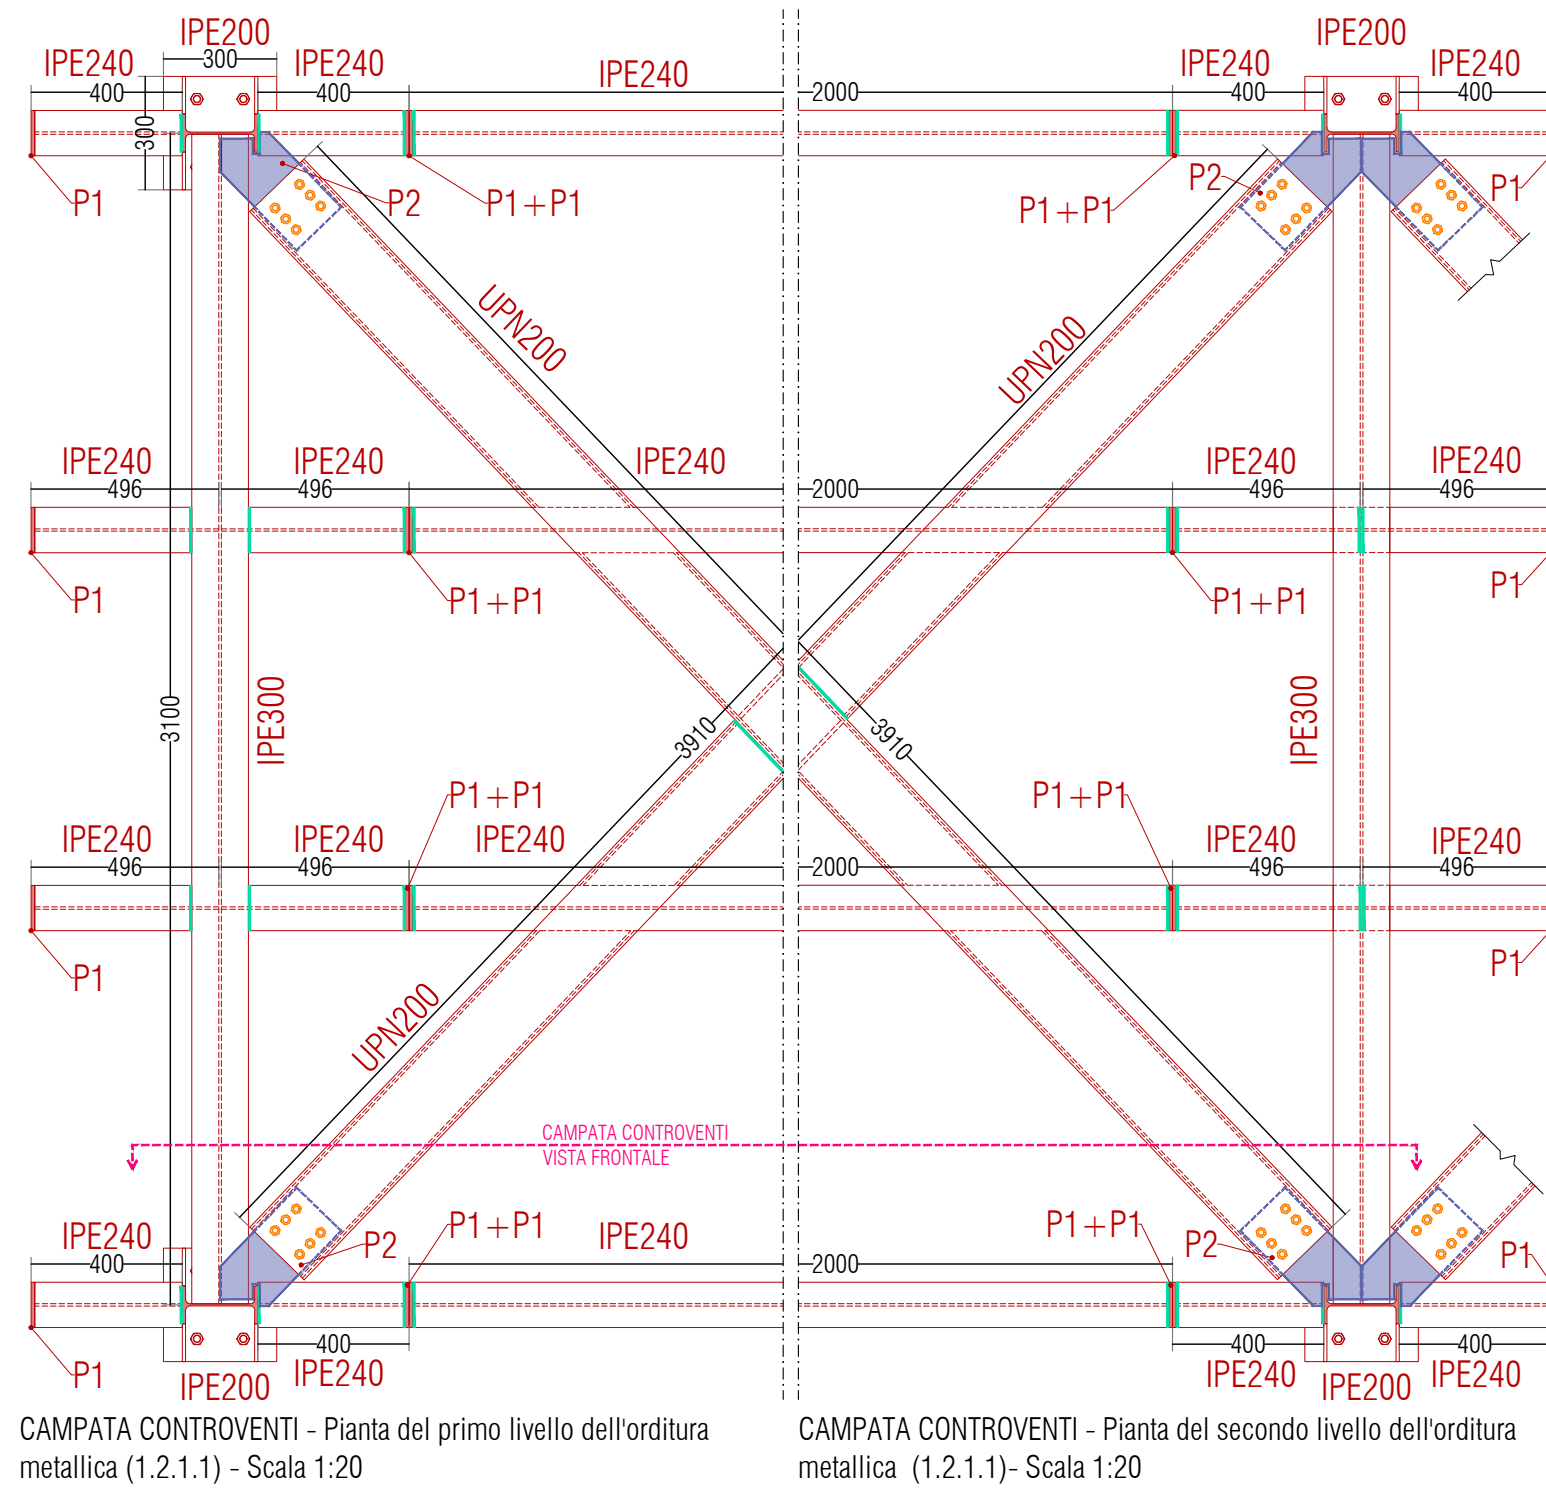 IPE200
300
IPE240
IPE240
IPE240
400
400
300
P1
P2
P1+P1
UPN200
IPE240
IPE240
IPE240
496
496
P1
P1+P1
3100
IPE300
3910
P1+P1
IPE240
IPE240
IPE240
496
496
P1
UPN200
CAMPATA CONTROVENTI
VISTA FRONTALE
IPE240
400
P2
P1+P1
IPE240
400
P1
IPE200
IPE240
CAMPATA CONTROVENTI - Pianta del primo livello dell'orditura
metallica (1.2.1.1) - Scala 1:20
IPE200
IPE240
IPE240
2000
400
400
P1+P1
P2
P1
UPN200
IPE240
IPE240
2000
496
496
P1+P1
P1
3910
IPE300
P1+P1
IPE240
IPE240
2000
496
496
P1
P1+P1
P2
P1
2000
400
400
IPE240
IPE200
IPE240
CAMPATA CONTROVENTI - Pianta del secondo livello dell'orditura
metallica (1.2.1.1)- Scala 1:20